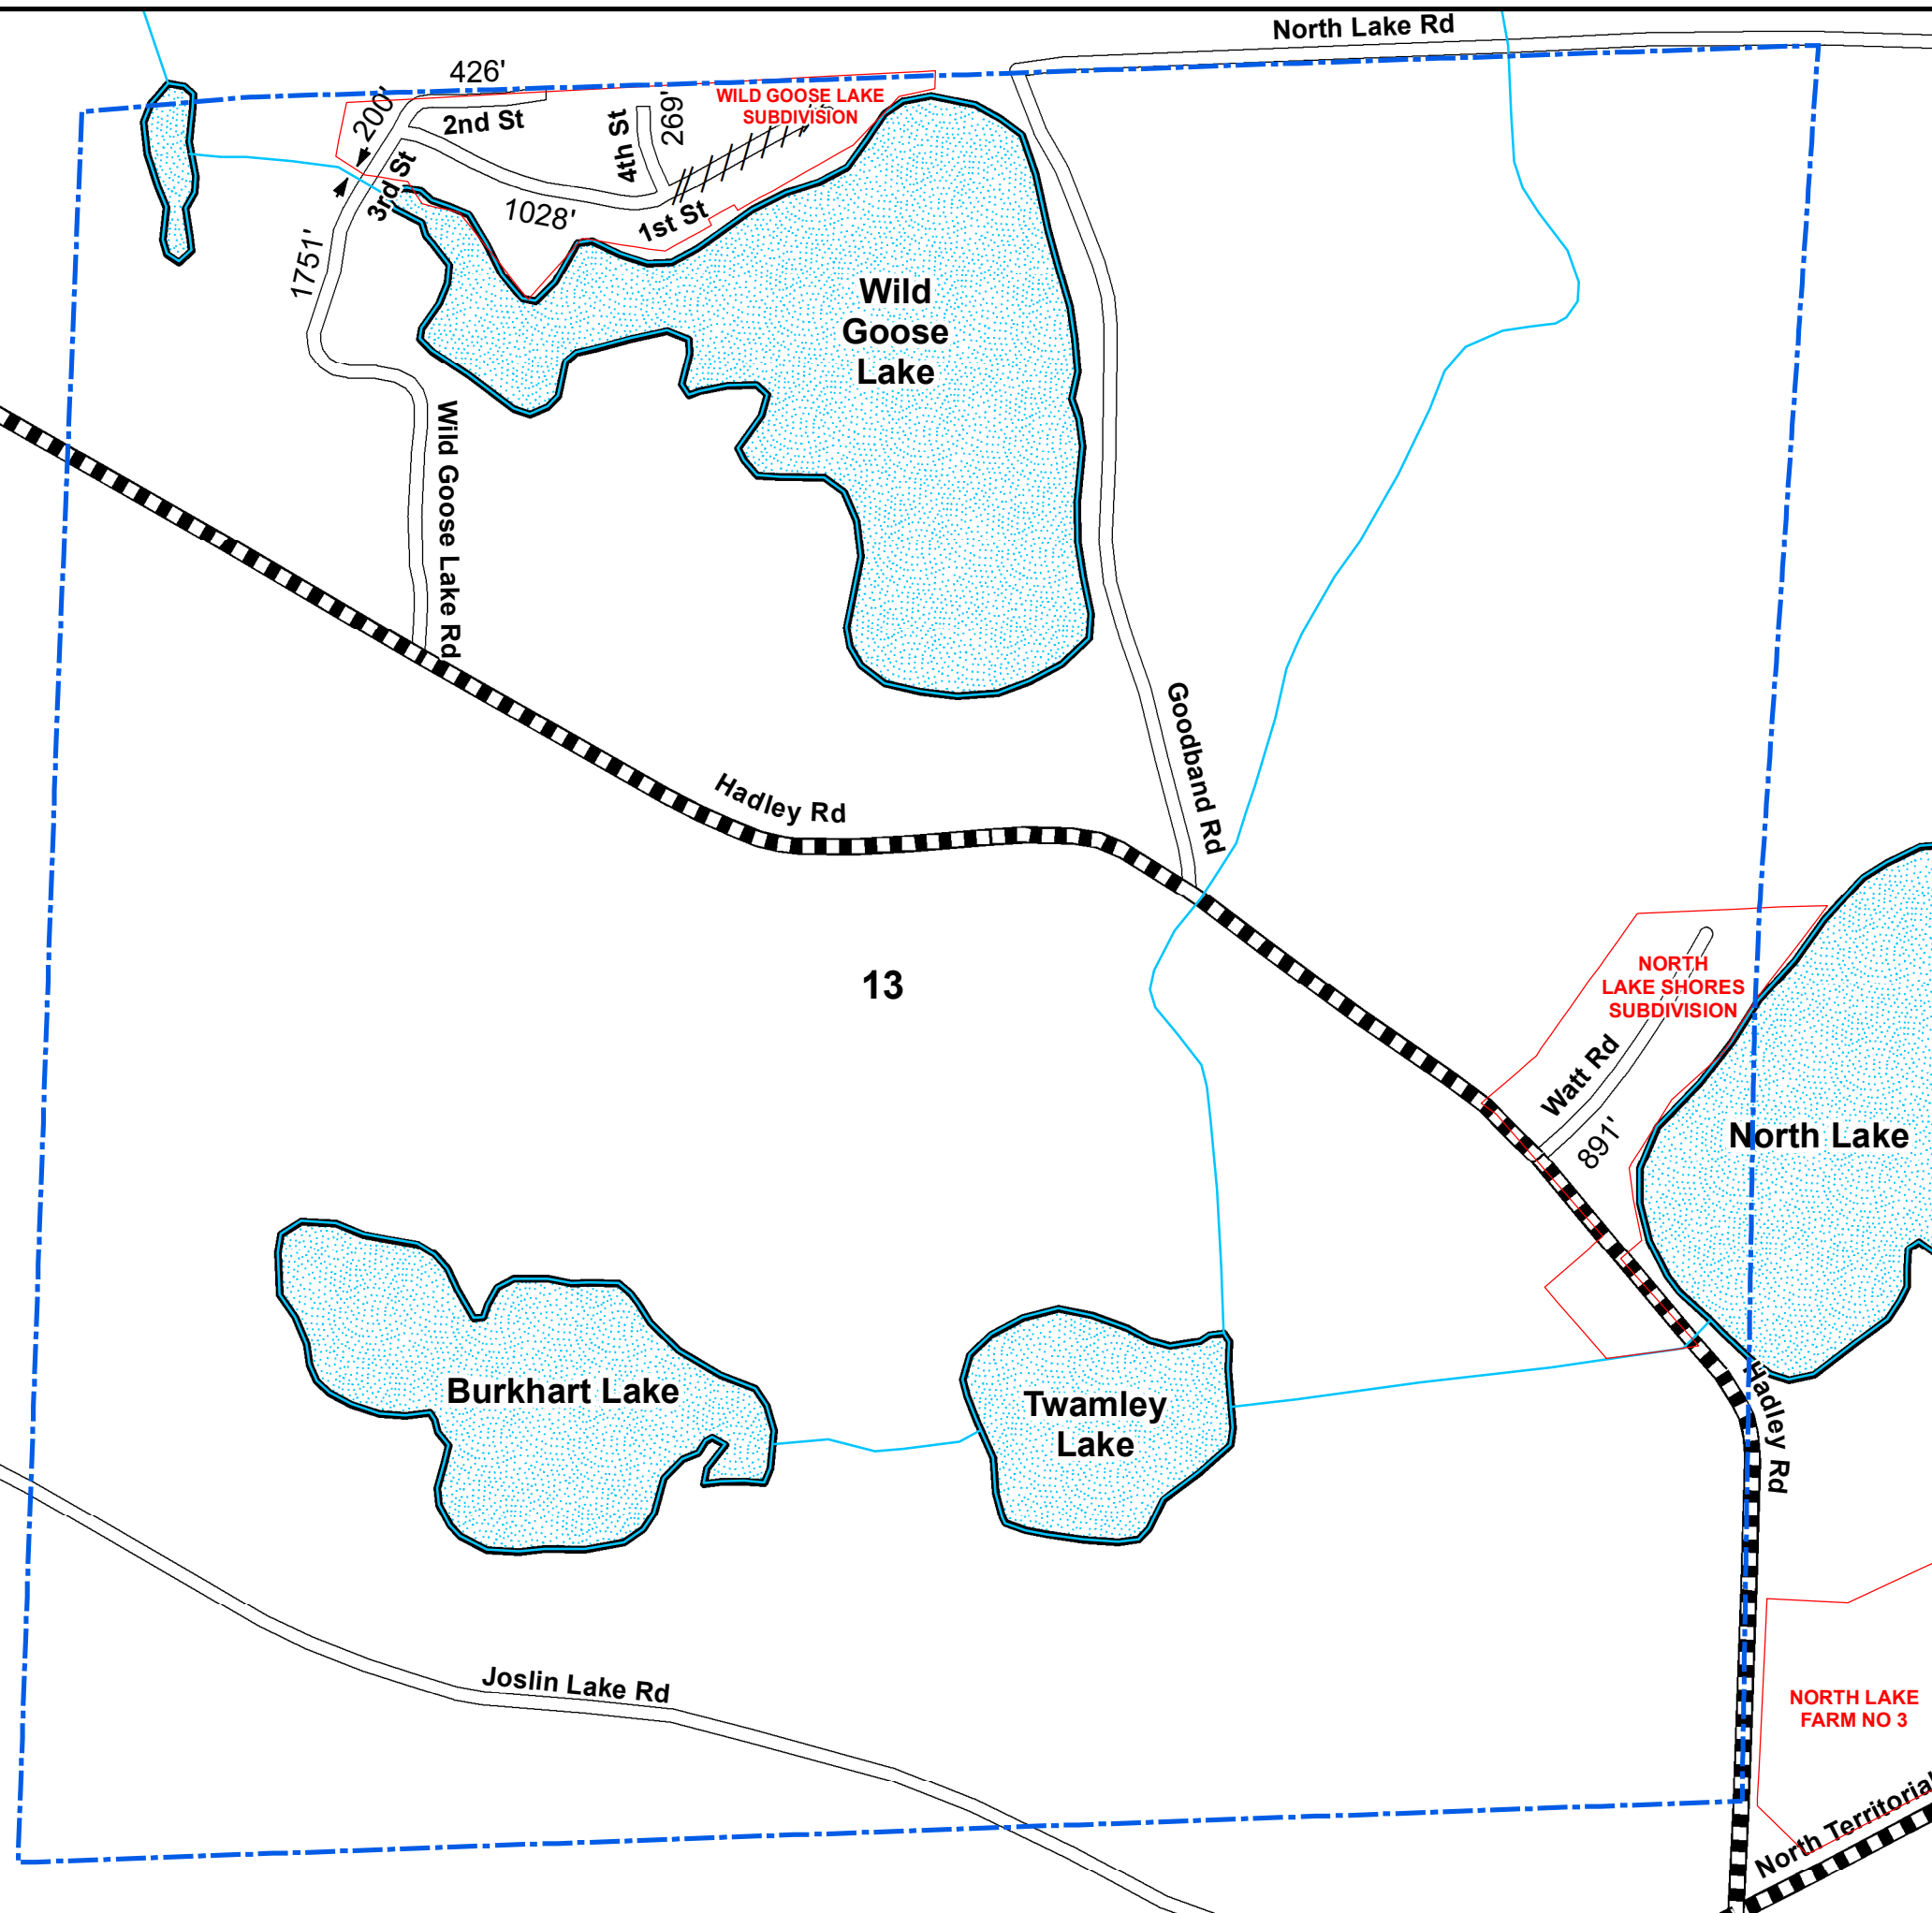 North Lake Rd
426'
200'
2nd St
4th St
269'
WILD GOOSE LAKE
SUBDIVISION
3rd St
1028'
1st St
1751'
Wild
Goose
Lake
Wild Goose Lake Rd
Goodband Rd
Hadley Rd
13
NORTH
LAKE SHORES
SUBDIVISION
Watt Rd
891'
North Lake
Burkhart Lake
Twamley
Lake
Hadley Rd
Joslin Lake Rd
NORTH LAKE
FARM NO 3
North Territorial